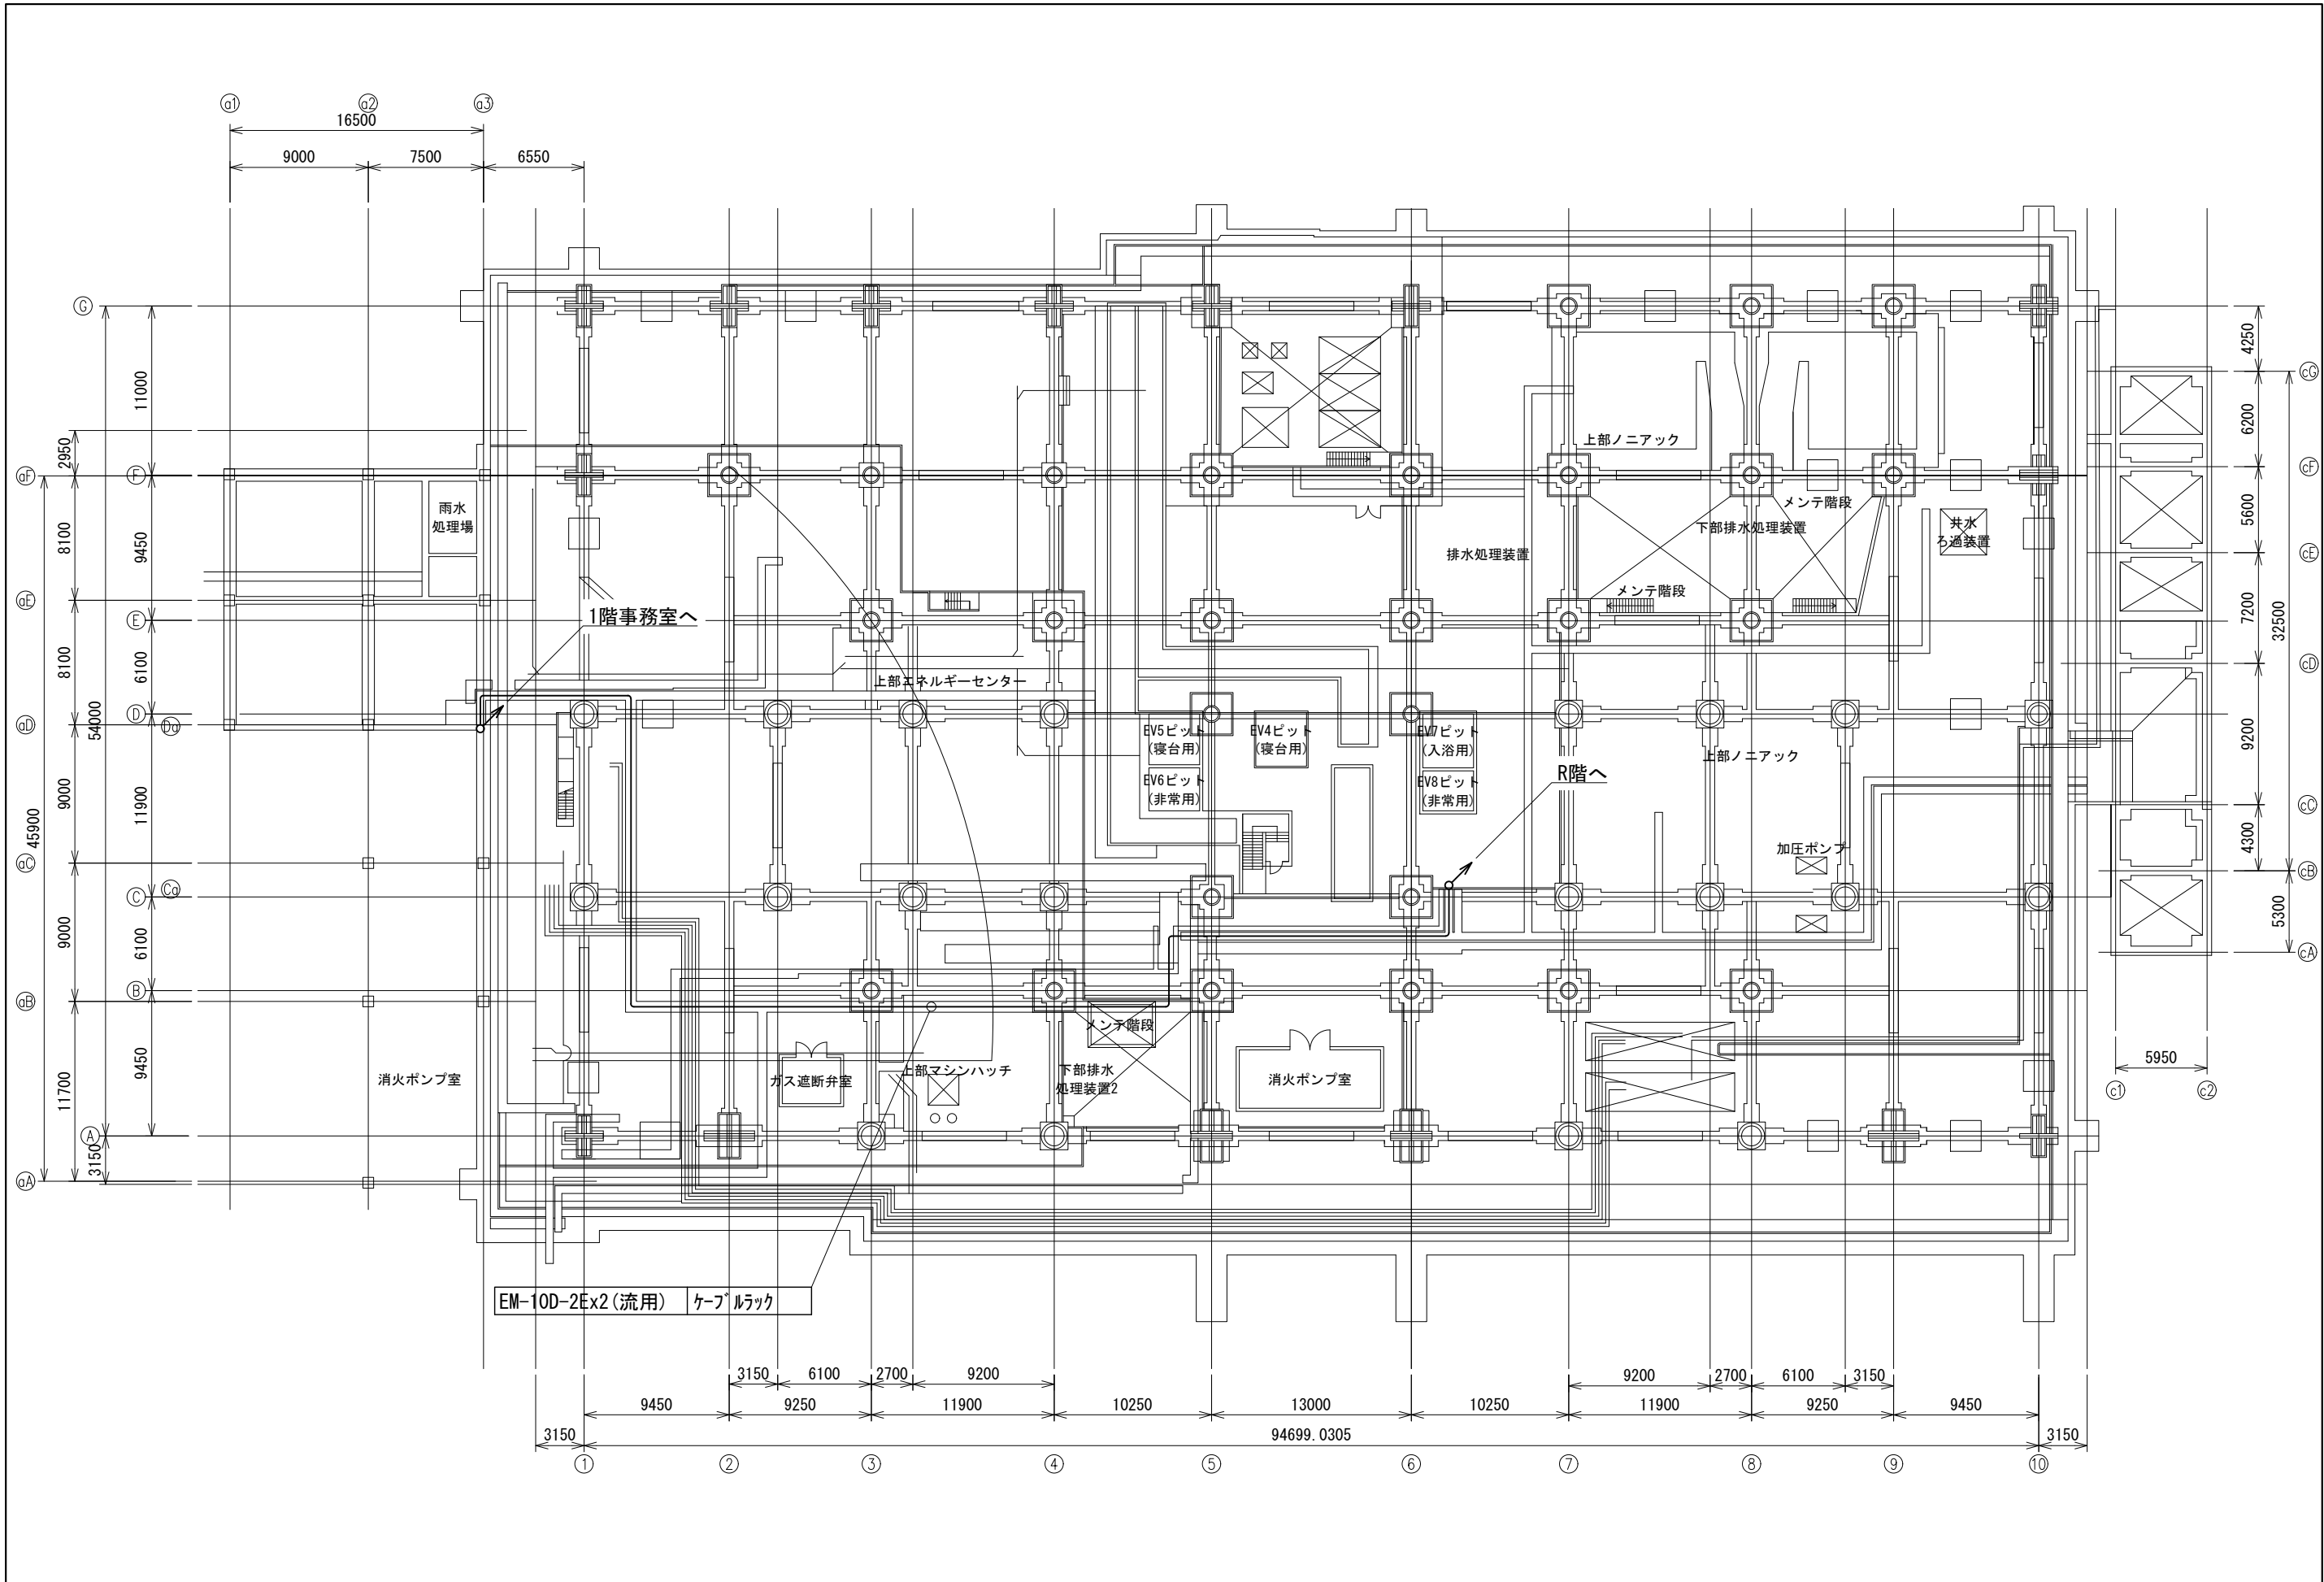 a1
a2
a3
16500
9000
7500
6550
G
11000
2950
aF
F
8100
9450
aE
E
8100
6100
54000
D
aD
Da
9000
11900
45900
aC
C
Ca
9000
6100
B
aB
9450
11700
A
3150
aA
雨水
処理場
1階事務室へ
上部エネルギーセンター
上部ノニアック
メンテ階段
下部排水処理装置
井水
ろ過装置
排水処理装置
メンテ階段
EV5ピット
(寝台用)
EV6ピット
(非常用)
EV4ピット
(寝台用)
EV7ピット
(入浴用)
EV8ピット
(非常用)
上部ノニアック
R階へ
加圧ポンプ
メンテ階段
消火ポンプ室
ガス遮断弁室
上部マシンハッチ
下部排水
処理装置2
消火ポンプ室
EM-10D-2Ex2(流用)
ケーブルラック
4250
cG
6200
cF
5600
cE
7200
32500
cD
9200
cC
4300
cB
5300
cA
5950
c1
c2
3150
6100
2700
9200
9200
2700
6100
3150
9450
9250
11900
10250
13000
10250
11900
9250
9450
3150
94699.0305
3150
1
2
3
4
5
6
7
8
9
10